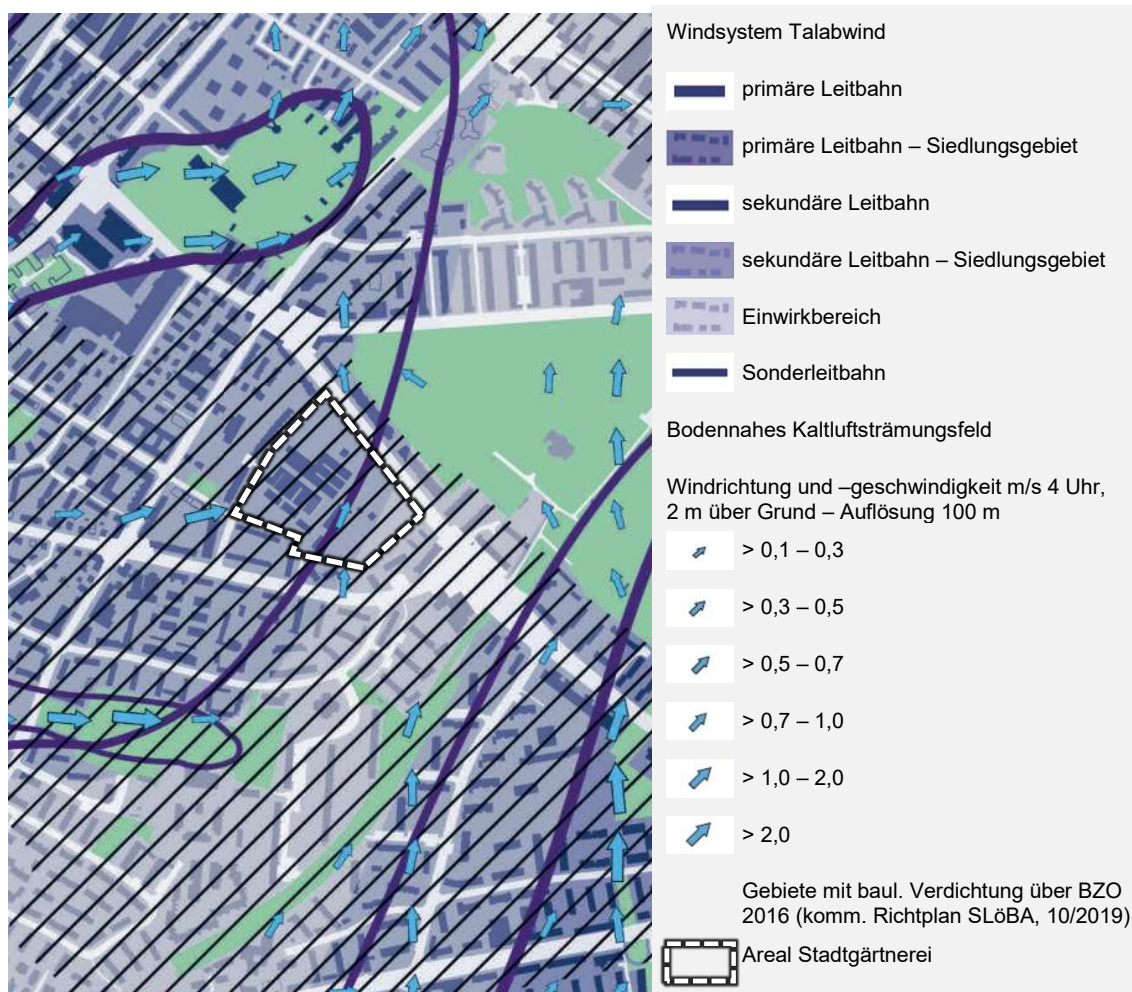 Windsystem Talabwind
primäre Leitbahn
primäre Leitbahn – Siedlungsgebiet
sekundäre Leitbahn
sekundäre Leitbahn – Siedlungsgebiet
Einwirkbereich
Sonderleitbahn
Bodennahes Kaltluftsträmungsfeld
Windrichtung und –geschwindigkeit m/s 4 Uhr,
2 m über Grund – Auflösung 100 m
> 0,1 – 0,3
> 0,3 – 0,5
> 0,5 – 0,7
> 0,7 – 1,0
> 1,0 – 2,0
> 2,0
Gebiete mit baul. Verdichtung über BZO
2016 (komm. Richtplan SLöBA, 10/2019)
Areal Stadtgärtnerei